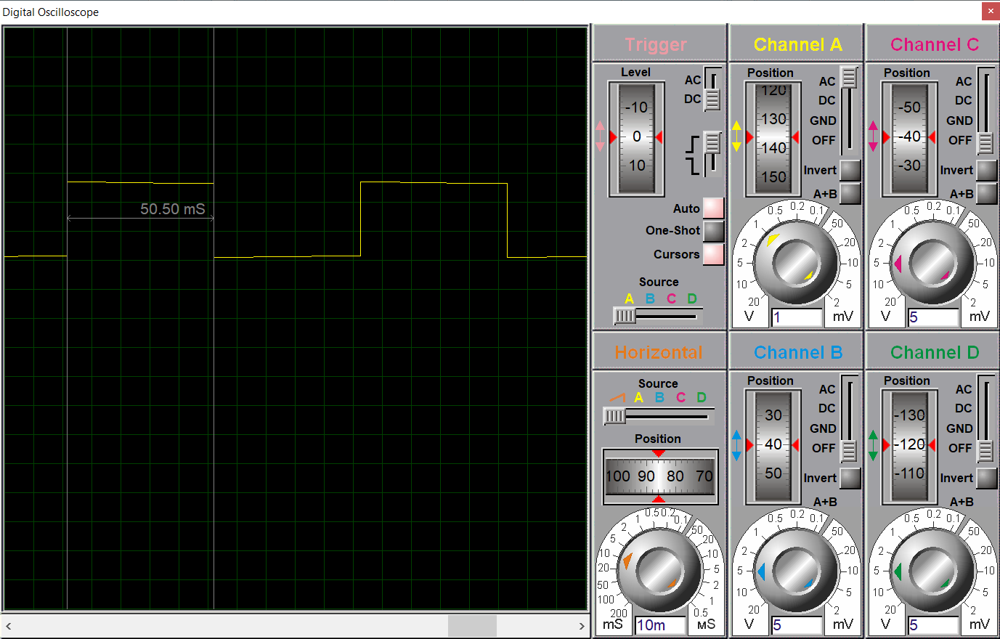 Digital Oscilloscope
50.50 mS
Trigger
Level
AC
DC
-10
0
10
Auto
One-Shot
Cursors
Source
A B C D
Channel A
Position
120
130
140
150
AC
DC
GND
OFF
Invert
A+B
0.5 0.2 0.1
1 50
2 20
5 10
10 5
20 2
V mV
1
Channel C
Position
-50
-40
-30
AC
DC
GND
OFF
Invert
A+B
0.5 0.2 0.1
1 50
2 20
5 10
10 5
20 2
V mV
5
Horizontal
Source
A B C D
Position
100 90 80 70
1 0.5 0.2 0.1
2 50
5 20
10 10
20 5
50 2
100 1
200 0.5
mS мS
10m
Channel B
Position
30
40
50
AC
DC
GND
OFF
Invert
A+B
0.5 0.2 0.1
1 50
2 20
5 10
10 5
20 2
V mV
5
Channel D
Position
-130
-120
-110
AC
DC
GND
OFF
Invert
A+B
0.5 0.2 0.1
1 50
2 20
5 10
10 5
20 2
V mV
5